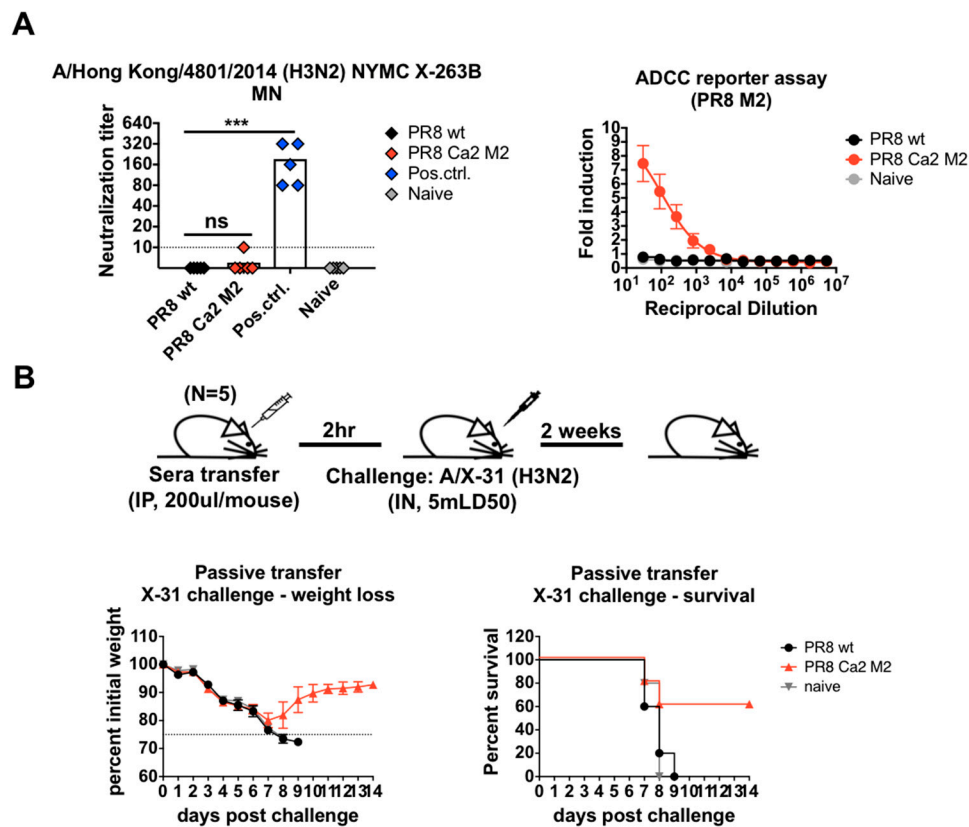 A
A/Hong Kong/4801/2014 (H3N2) NYMC X-263B
MN
Neutralization titer
640
320
160
80
40
20
10
***
ns
PR8 wt
PR8 Ca2 M2
Pos.ctrl.
Naive
PR8 wt
PR8 Ca2 M2
Pos.ctrl.
Naive
ADCC reporter assay
(PR8 M2)
Fold induction
10
9
8
7
6
5
4
3
2
1
0
10¹ 10² 10³ 10⁴ 10⁵ 10⁶ 10⁷
Reciprocal Dilution
PR8 wt
PR8 Ca2 M2
Naive
B
(N=5)
2hr
2 weeks
Sera transfer
(IP, 200ul/mouse)
Challenge: A/X-31 (H3N2)
(IN, 5mLD50)
Passive transfer
X-31 challenge - weight loss
percent initial weight
110
100
90
80
70
60
0 1 2 3 4 5 6 7 8 9 10 11 12 13 14
days post challenge
Passive transfer
X-31 challenge - survival
Percent survival
120
100
80
60
40
20
0
0 1 2 3 4 5 6 7 8 9 10 11 12 13 14
days post challenge
PR8 wt
PR8 Ca2 M2
naive